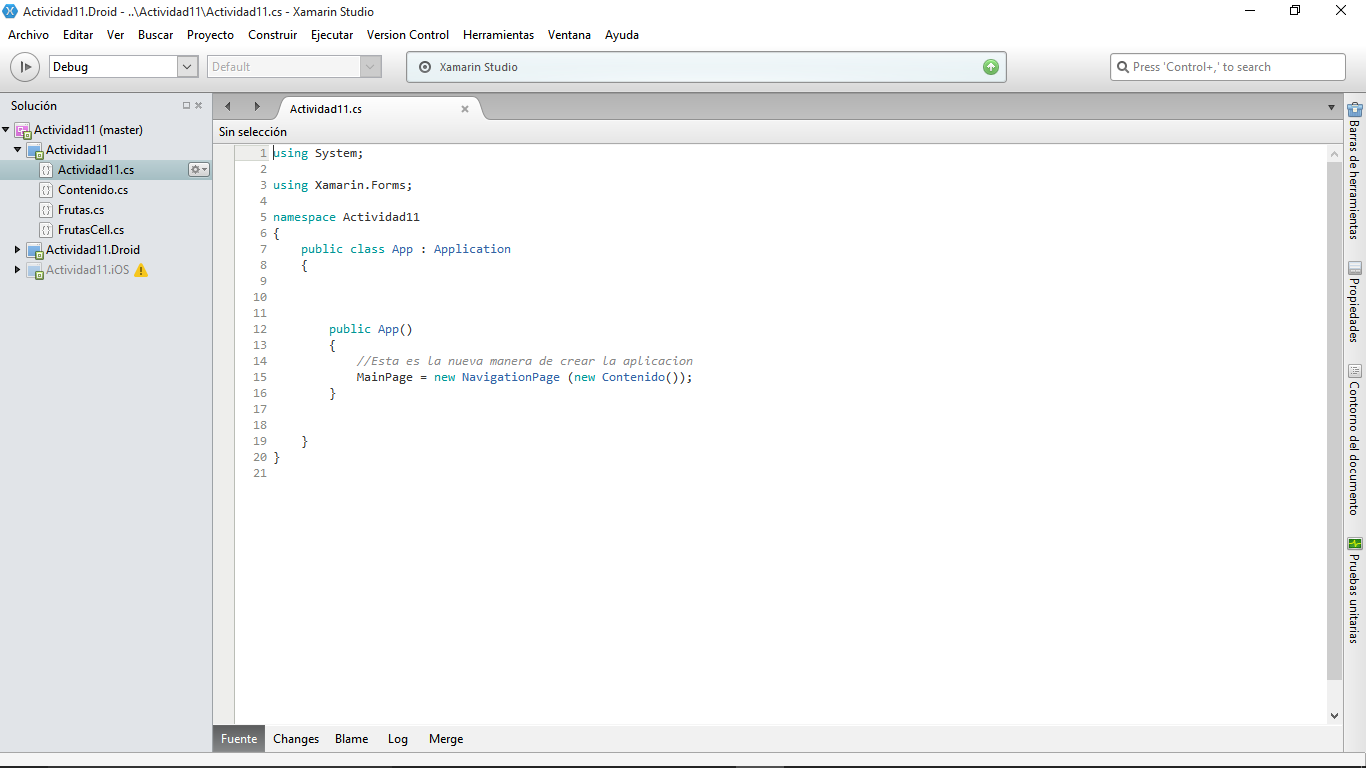 Actividad11.Droid - ..\Actividad11\Actividad11.cs - Xamarin Studio
Archivo Editar Ver Buscar Proyecto Construir Ejecutar Version Control Herramientas Ventana Ayuda
Debug Default Xamarin Studio Press 'Control+,' to search
Solución
Actividad11 (master)
Actividad11
Actividad11.cs
Contenido.cs
Frutas.cs
FrutasCell.cs
Actividad11.Droid
Actividad11.iOS
Actividad11.cs
Sin selección
1 using System;
2
3 using Xamarin.Forms;
4
5 namespace Actividad11
6 {
7 public class App : Application
8 {
9
10
11
12 public App()
13 {
14 //Esta es la nueva manera de crear la aplicacion
15 MainPage = new NavigationPage (new Contenido());
16 }
17
18
19 }
20 }
21
Fuente Changes Blame Log Merge
Barras de herramientas
Propiedades
Contorno del documento
Pruebas unitarias